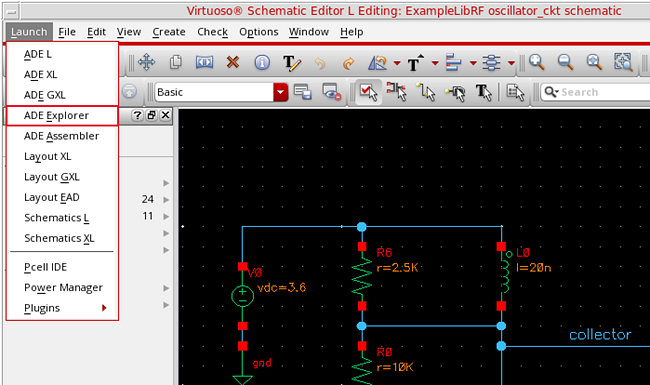 Virtuoso® Schematic Editor L Editing: ExampleLibRF oscillator_ckt schematic
Launch File Edit View Create Check Options Window Help
ADE L
ADE XL
ADE GXL
ADE Explorer
ADE Assembler
Layout XL
Layout GXL
Layout EAD
Schematics L
Schematics XL
Pcell IDE
Power Manager
Plugins
Basic
Search
24
11
R6
r=2.5K
L0
l=20n
V0
vdc=3.6
gnd
R0
r=10K
collector